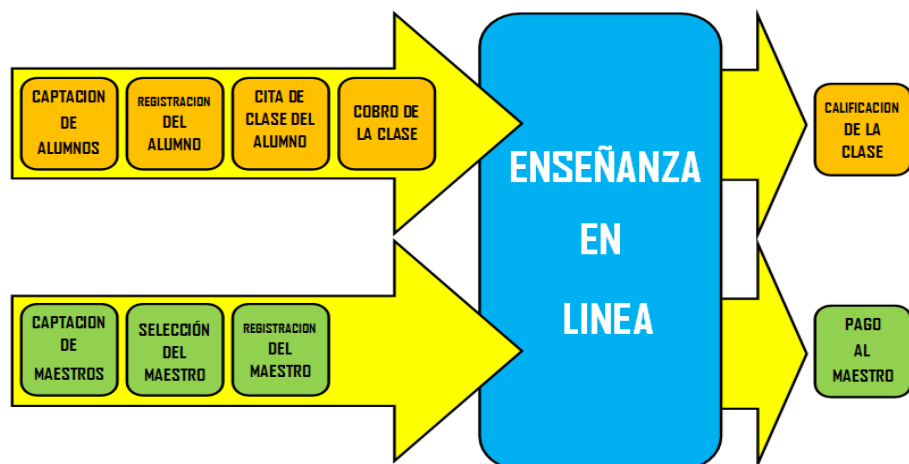 CAPTACION
DE
ALUMNOS
REGISTRACION
DEL
ALUMNO
CITA DE
CLASE DEL
ALUMNO
COBRO DE
LA CLASE
ENSEÑANZA
EN
LINEA
CALIFICACION
DE LA
CLASE
CAPTACION
DE
MAESTROS
SELECCIÓN
DEL
MAESTRO
REGISTRACION
DEL
MAESTRO
PAGO
AL
MAESTRO